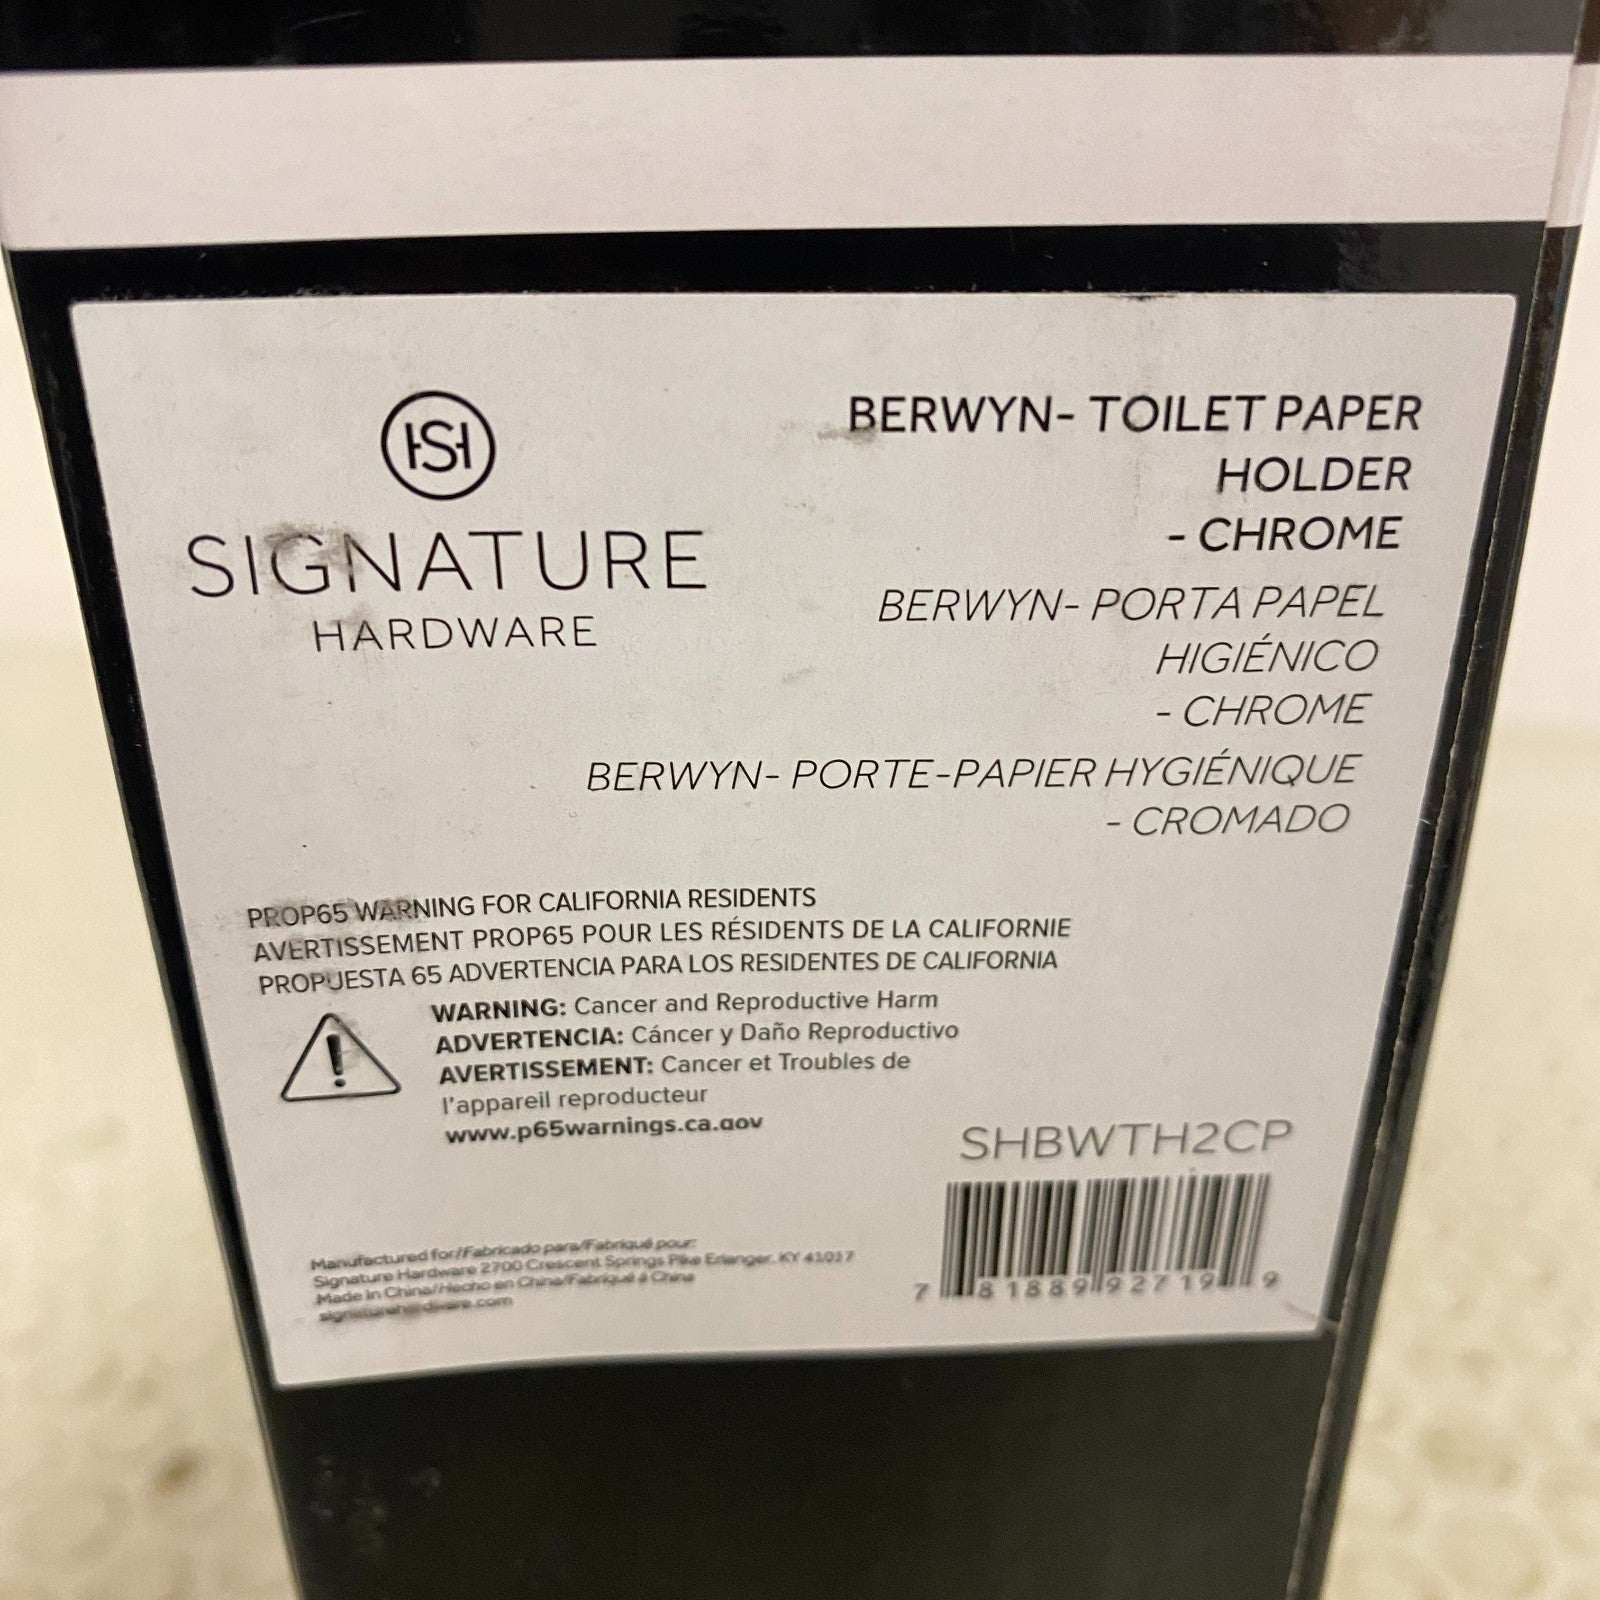 SH
SIGNATURE
HARDWARE
BERWYN- TOILET PAPER
HOLDER
- CHROME
BERWYN- PORTA PAPEL
HIGIÉNICO
- CHROME
BERWYN- PORTE-PAPIER HYGIÉNIQUE
- CROMADO
PROP65 WARNING FOR CALIFORNIA RESIDENTS
AVERTISSEMENT PROP65 POUR LES RÉSIDENTS DE LA CALIFORNIE
PROPUESTA 65 ADVERTENCIA PARA LOS RESIDENTES DE CALIFORNIA
WARNING: Cancer and Reproductive Harm
ADVERTENCIA: Cáncer y Daño Reproductivo
AVERTISSEMENT: Cancer et Troubles de
l'appareil reproducteur
www.p65warnings.ca.gov
SHBWTH2CP
7 81889 92719 9
Manufactured for/Fabricado para/Fabriqué pour:
Signature Hardware 2700 Crescent Springs Pike Erlanger, KY 41017
Made in China/Hecho en China/Fabriqué à China
signaturehardware.com